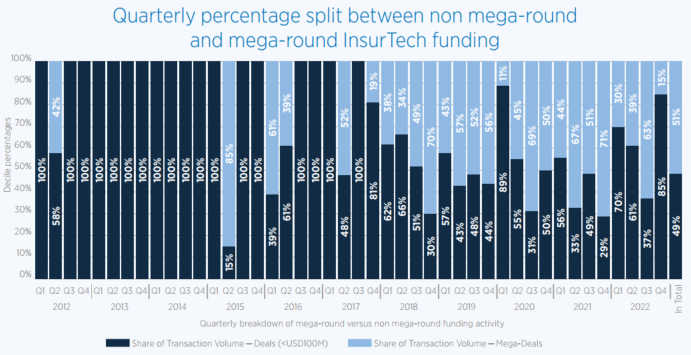 Quarterly percentage split between non mega-round
and mega-round InsurTech funding
Decile percentages
100%
90%
80%
70%
60%
50%
40%
30%
20%
10%
0%
42% 85% 61% 39% 52% 19% 38% 34% 49% 70% 43% 57% 52% 56% 11% 45% 69% 50% 44% 67% 51% 71% 30% 39% 63% 15% 51%
100% 58% 100% 100% 100% 100% 100% 100% 100% 100% 100% 100% 100% 15% 100% 100% 39% 61% 100% 100% 100% 48% 100% 81% 62% 66% 51% 30% 57% 43% 48% 44% 89% 55% 31% 50% 56% 33% 49% 29% 70% 61% 37% 85% 49%
Q1 Q2 Q3 Q4 Q1 Q2 Q3 Q4 Q1 Q2 Q3 Q4 Q1 Q2 Q3 Q4 Q1 Q2 Q3 Q4 Q1 Q2 Q3 Q4 Q1 Q2 Q3 Q4 Q1 Q2 Q3 Q4 Q1 Q2 Q3 Q4 Q1 Q2 Q3 Q4 Q1 Q2 Q3 Q4 In Total
2012 2013 2014 2015 2016 2017 2018 2019 2020 2021 2022
Quarterly breakdown of mega-round versus non mega-round funding activity
Share of Transaction Volume — Deals (<USD100M) Share of Transaction Volume — Mega-Deals